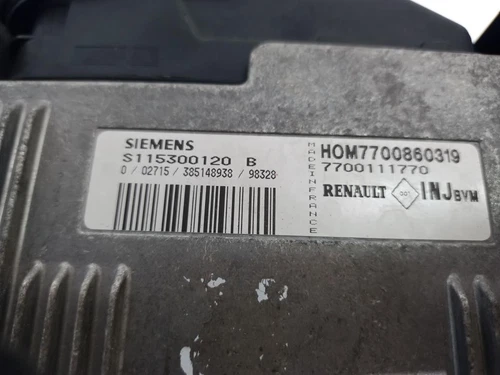 SIEMENS
S115300120 B
0 / 02715 / 385148938 / 98328
MADE IN FRANCE
HOM7700860319
7700111770
RENAULT INJ BVM